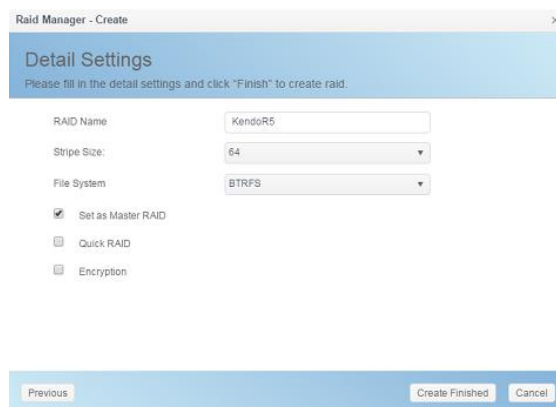 Raid Manager - Create
Detail Settings
Please fill in the detail settings and click "Finish" to create raid.
RAID Name KendoR5
Stripe Size: 64
File System BTRFS
Set as Master RAID
Quick RAID
Encryption
Previous Create Finished Cancel